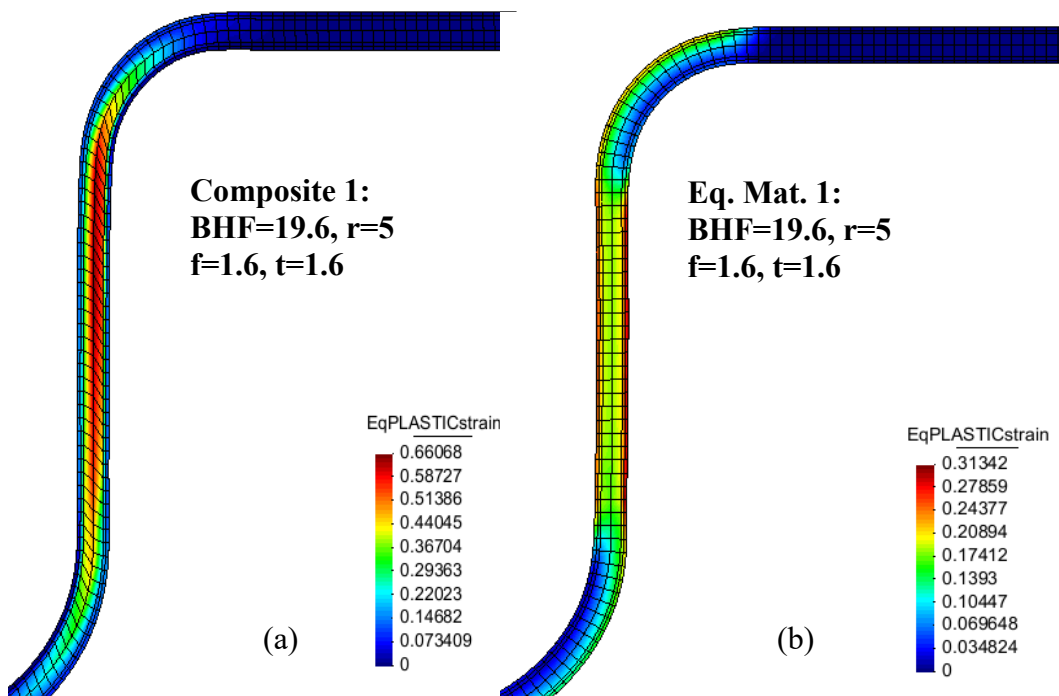 Composite 1:
BHF=19.6, r=5
f=1.6, t=1.6
EqPLASTICstrain
0.66068
0.58727
0.51386
0.44045
0.36704
0.29363
0.22023
0.14682
0.073409
0
(a)
Eq. Mat. 1:
BHF=19.6, r=5
f=1.6, t=1.6
EqPLASTICstrain
0.31342
0.27859
0.24377
0.20894
0.17412
0.1393
0.10447
0.069648
0.034824
0
(b)